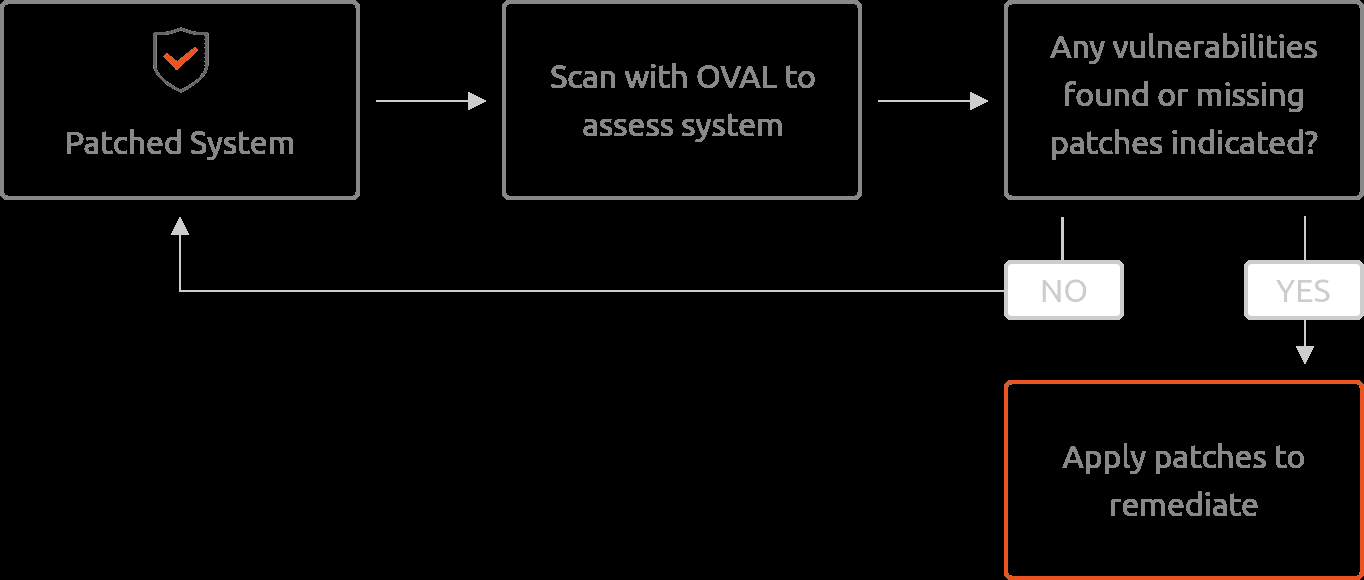 Patched System
Scan with OVAL to
assess system
Any vulnerabilities
found or missing
patches indicated?
NO
YES
Apply patches to
remediate